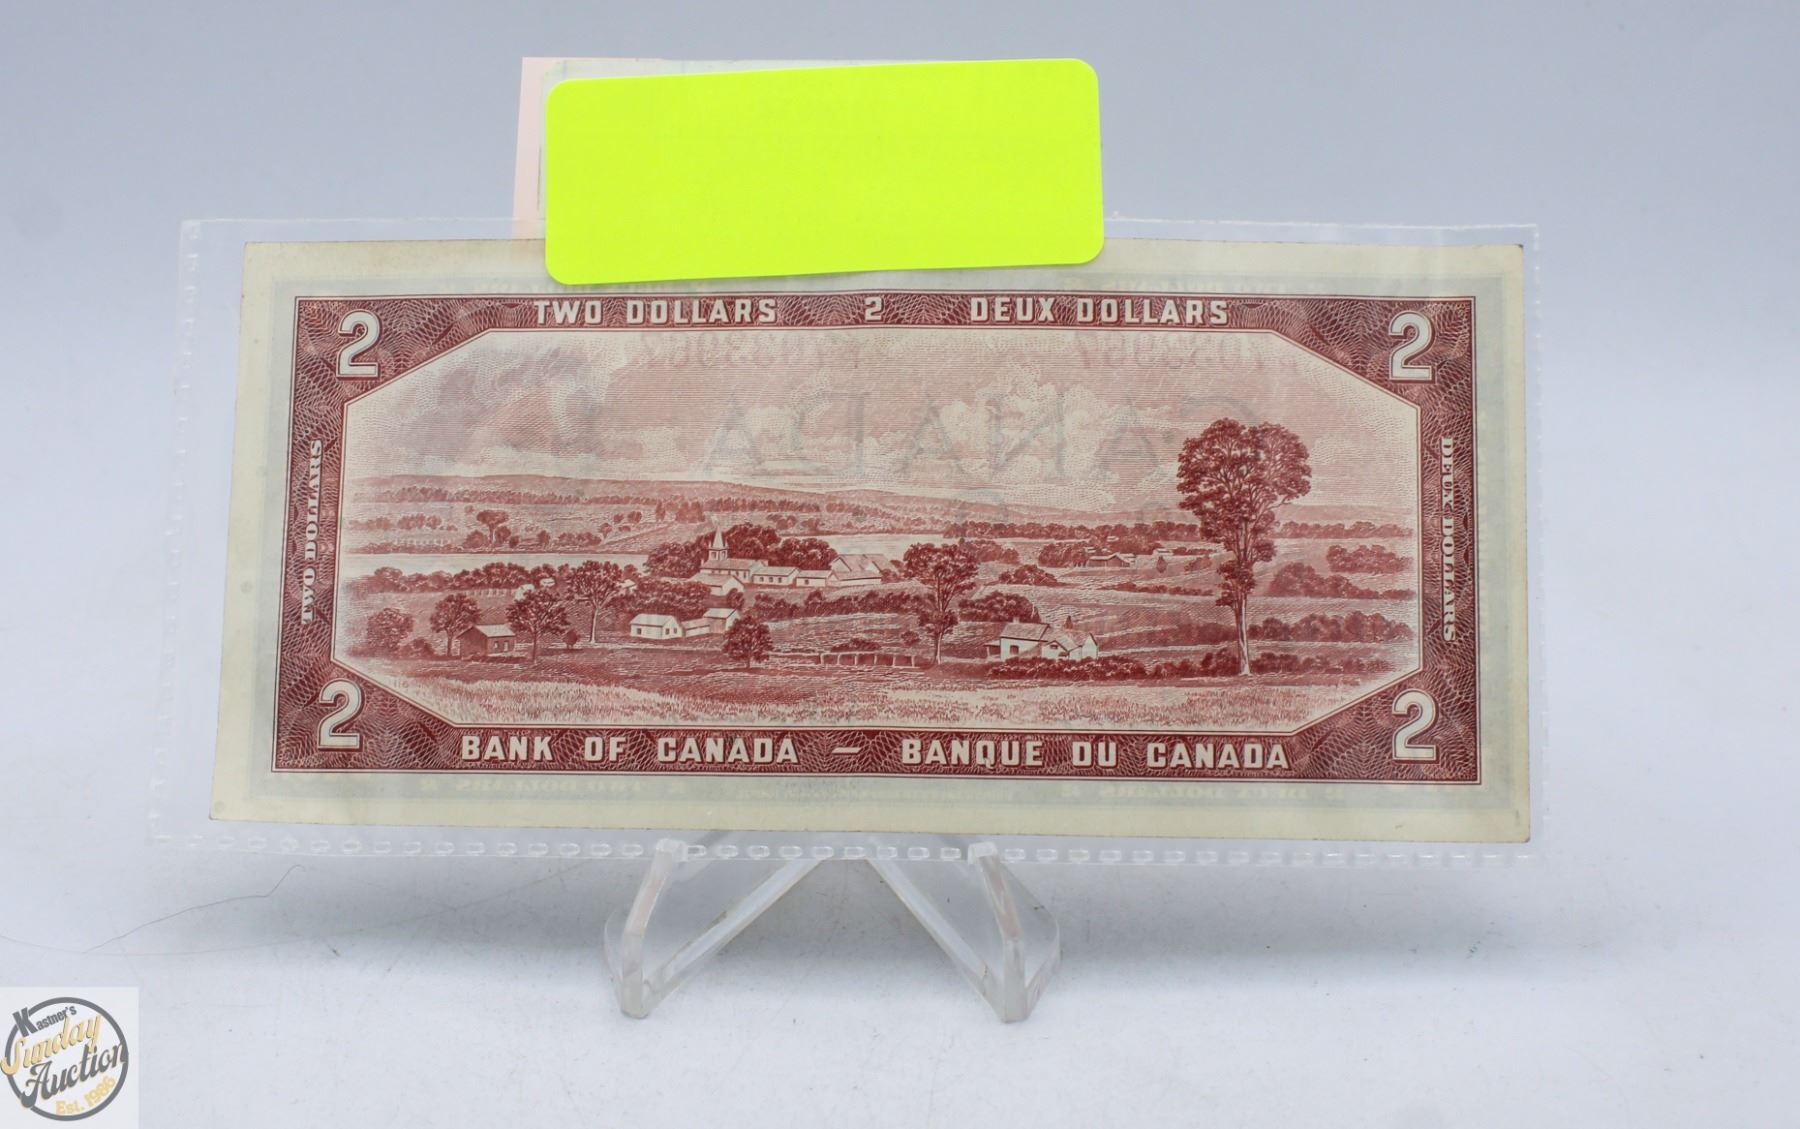 TWO DOLLARS 2 DEUX DOLLARS
2 2
TWO DOLLARS
DEUX DOLLARS
CANADA
2 2
BANK OF CANADA — BANQUE DU CANADA
Kastner's
Sunday
Auction
Est. 1986